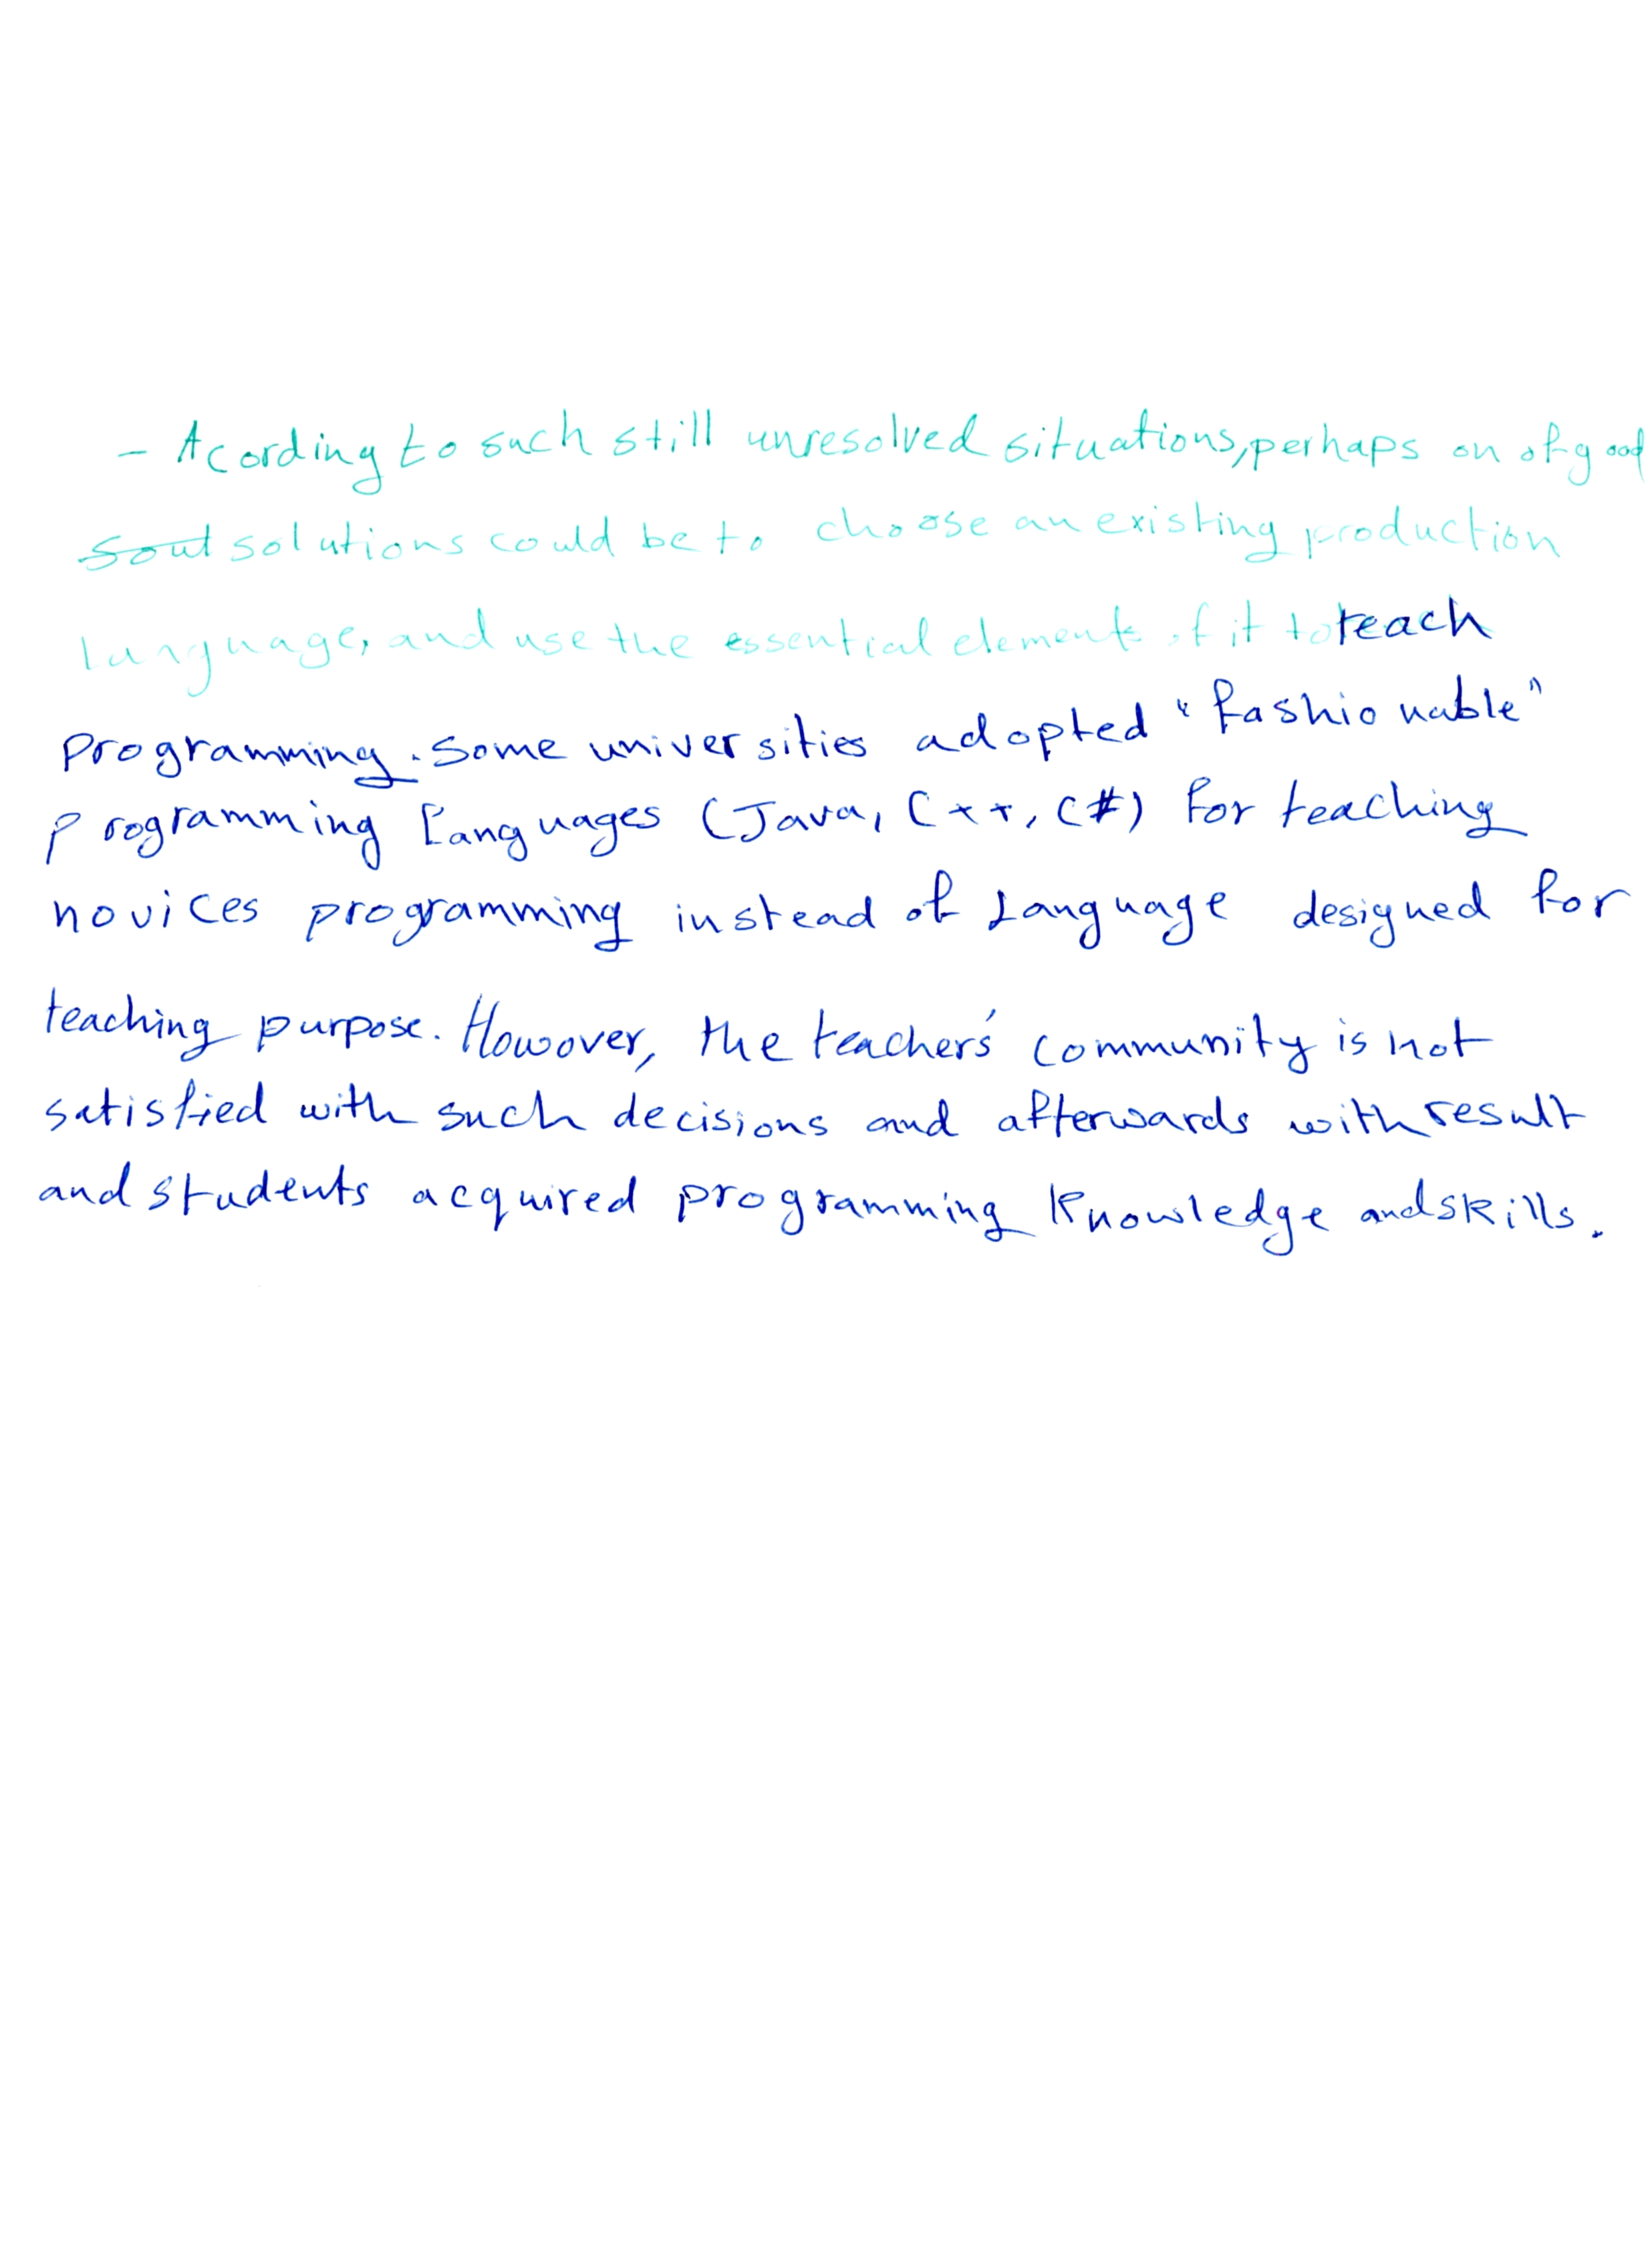 - Acording to such still unresolved situations, perhaps on of good
solutions could be to choose an existing production
language, and use the essential elements of it to teach
programming. Some universities adopted "fashionable"
programming Languages (Java, C++, C#) for teaching
novices programming instead of Language designed for
teaching purpose. Howover, the teachers' community is not
satisfied with such decisions and afterwards with result
and students acquired programming knowledge and skills.